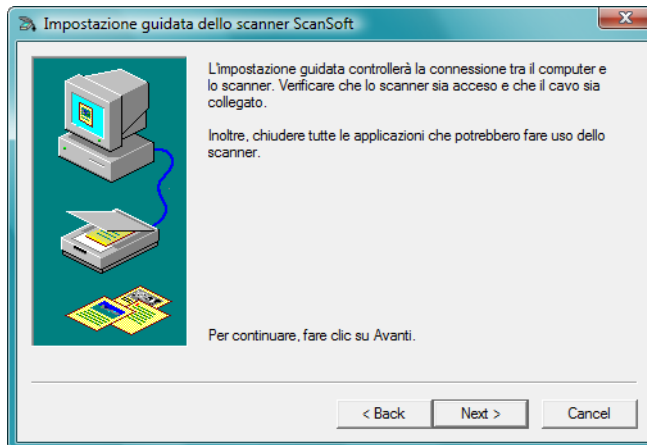 Impostazione guidata dello scanner ScanSoft
L'impostazione guidata controllerà la connessione tra il computer e
lo scanner. Verificare che lo scanner sia acceso e che il cavo sia
collegato.
Inoltre, chiudere tutte le applicazioni che potrebbero fare uso dello
scanner.
Per continuare, fare clic su Avanti.
< Back
Next >
Cancel